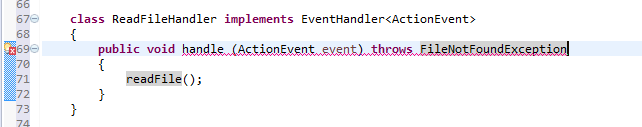 66
67 class ReadFileHandler implements EventHandler<ActionEvent>
68 {
69 public void handle (ActionEvent event) throws FileNotFoundException
70 {
71 readFile();
72 }
73 }
74